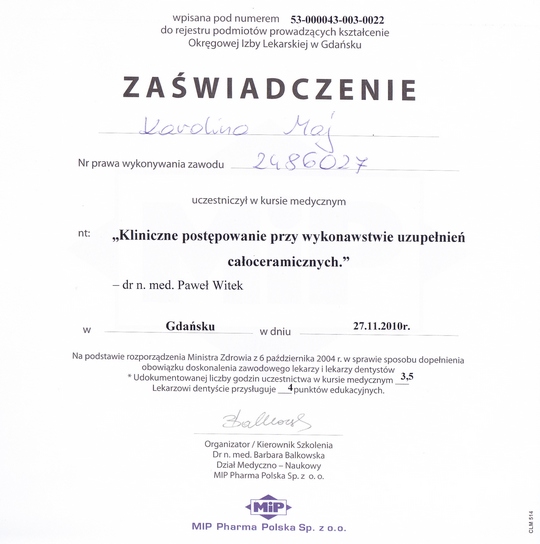 wpisana pod numerem 53-000043-003-0022
do rejestru podmiotów prowadzących kształcenie
Okręgowej Izby Lekarskiej w Gdańsku
ZAŚWIADCZENIE
Karolina Maj
Nr prawa wykonywania zawodu 2486027
uczestniczył w kursie medycznym
nt: „Kliniczne postępowanie przy wykonawstwie uzupełnień
całoceramicznych.”
– dr n. med. Paweł Witek
w Gdańsku w dniu 27.11.2010r.
Na podstawie rozporządzenia Ministra Zdrowia z 6 października 2004 r. w sprawie sposobu dopełnienia
obowiązku doskonalenia zawodowego lekarzy i lekarzy dentystów
* Udokumentowanej liczby godzin uczestnictwa w kursie medycznym 3,5
Lekarzowi dentyście przysługuje 4 punktów edukacyjnych.
Balkowsk
Organizator / Kierownik Szkolenia
Dr n. med. Barbara Balkowska
Dział Medyczno – Naukowy
MIP Pharma Polska Sp. z o. o.
MIP
MIP Pharma Polska Sp. z o.o.
CLM 514